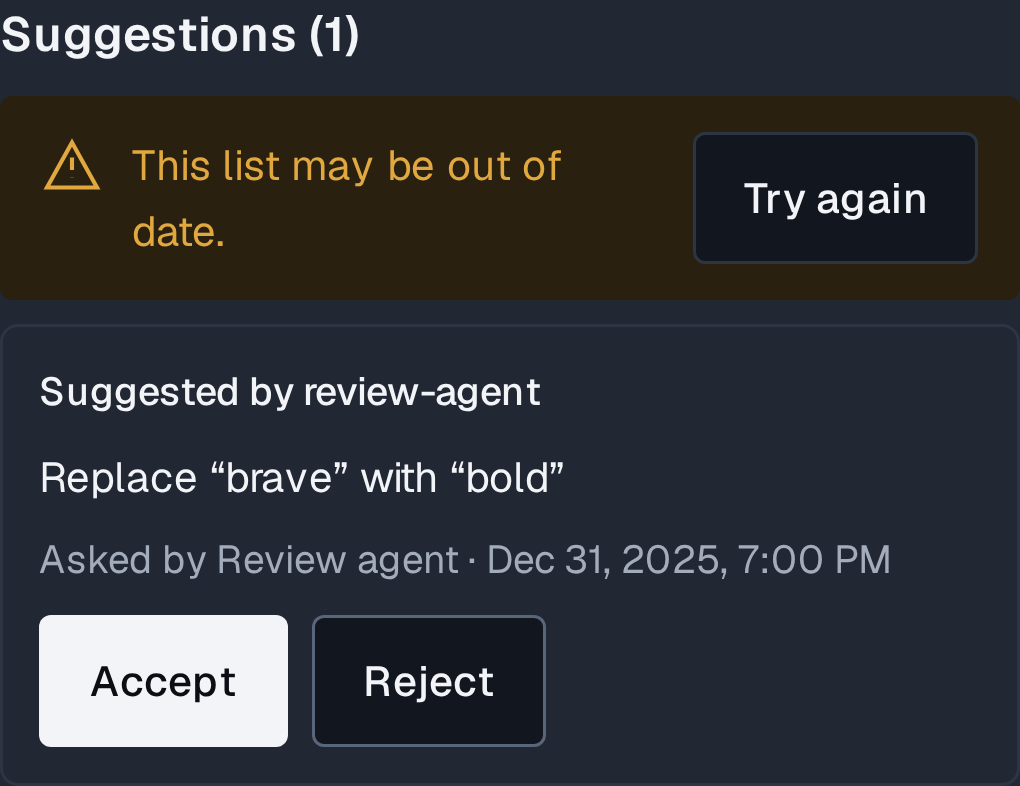 Suggestions (1)
This list may be out of
date.
Try again
Suggested by review-agent
Replace “brave” with “bold”
Asked by Review agent · Dec 31, 2025, 7:00 PM
Accept
Reject